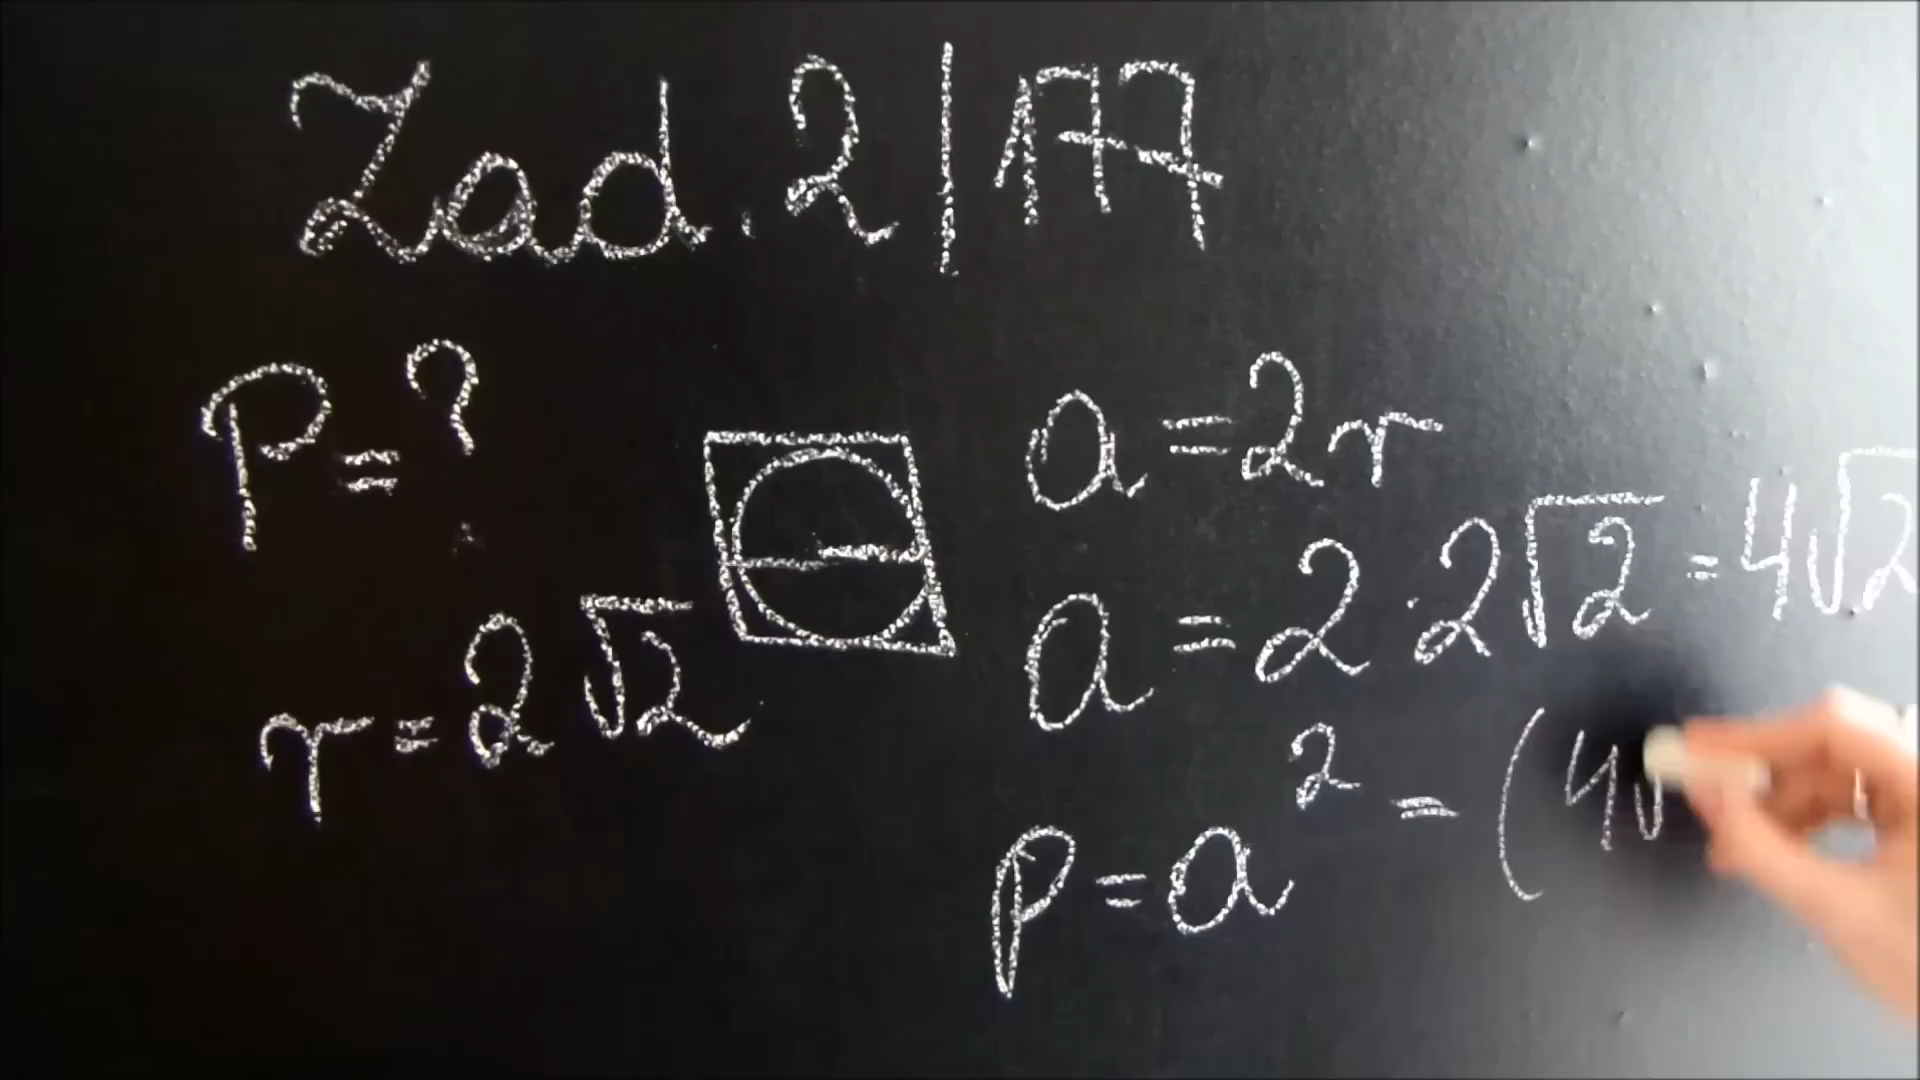 Zad. 2 | 177
P = ?
r = 2√2
a = 2r
a = 2 · 2√2 = 4√2
P = a² = (4√